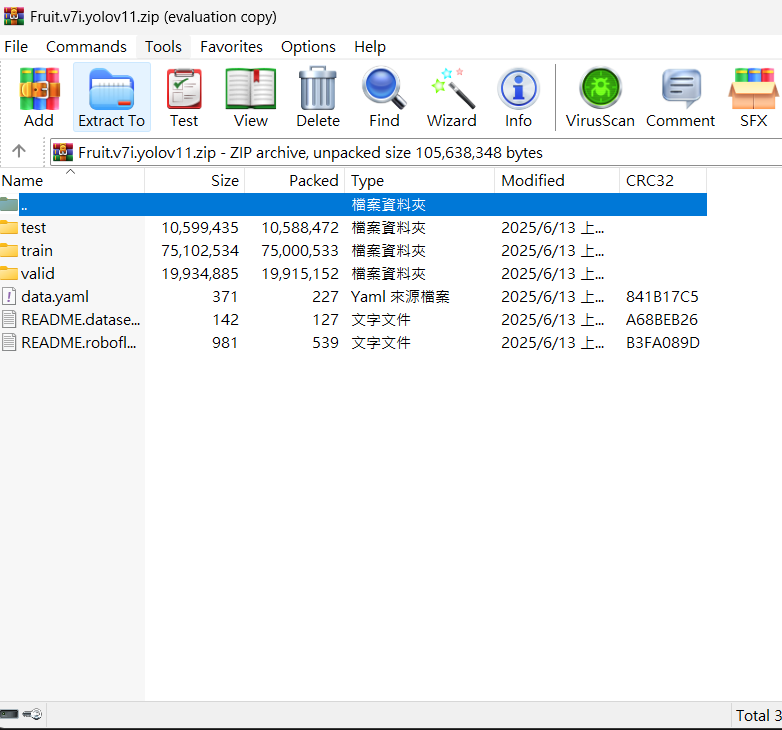 Fruit.v7i.yolov11.zip (evaluation copy)
File Commands Tools Favorites Options Help
Add Extract To Test View Delete Find Wizard Info VirusScan Comment SFX
Fruit.v7i.yolov11.zip - ZIP archive, unpacked size 105,638,348 bytes
Name Size Packed Type Modified CRC32
.. 檔案資料夾
test 10,599,435 10,588,472 檔案資料夾 2025/6/13 上...
train 75,102,534 75,000,533 檔案資料夾 2025/6/13 上...
valid 19,934,885 19,915,152 檔案資料夾 2025/6/13 上...
data.yaml 371 227 Yaml 來源檔案 2025/6/13 上... 841B17C5
README.datase... 142 127 文字文件 2025/6/13 上... A68BEB26
README.robofl... 981 539 文字文件 2025/6/13 上... B3FA089D
Total 3